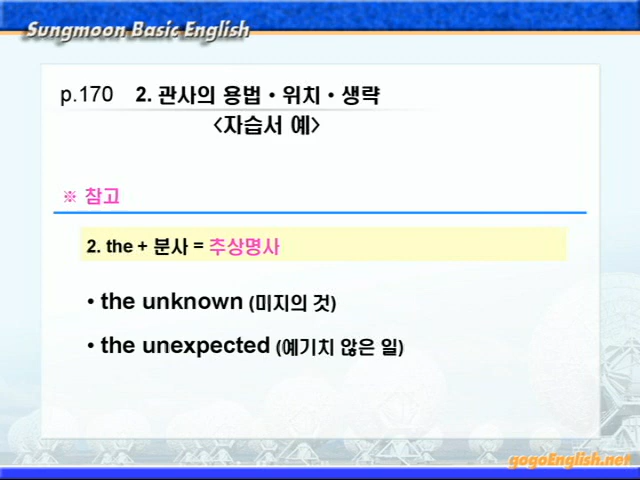 Sungmoon Basic English
p.170 2. 관사의 용법 • 위치 • 생략
<자습서 예>
※ 참고
2. the + 분사 = 추상명사
• the unknown (미지의 것)
• the unexpected (예기치 않은 일)
gogoEnglish.net